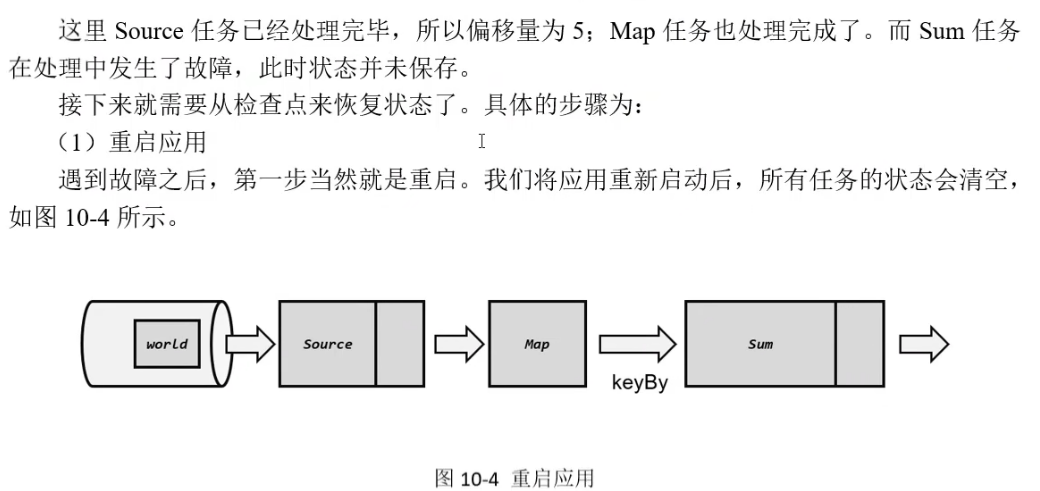 这里 Source 任务已经处理完毕，所以偏移量为 5；Map 任务也处理完成了。而 Sum 任务
在处理中发生了故障，此时状态并未保存。
接下来就需要从检查点来恢复状态了。具体的步骤为：
（1）重启应用
遇到故障之后，第一步当然就是重启。我们将应用重新启动后，所有任务的状态会清空，
如图 10-4 所示。
world
Source
Map
keyBy
Sum
图 10-4 重启应用